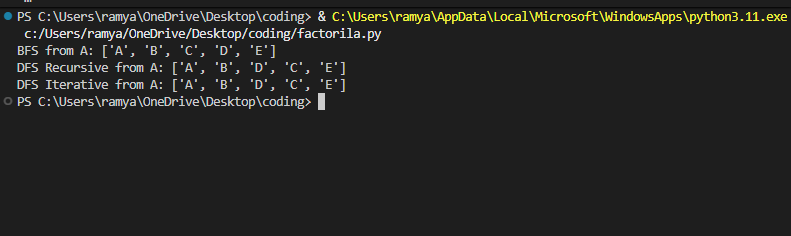 PS C:\Users\ramya\OneDrive\Desktop\coding> & C:\Users\ramya\AppData\Local\Microsoft\WindowsApps\python3.11.exe
c:/Users/ramya/OneDrive/Desktop/coding/factorila.py
BFS from A: ['A', 'B', 'C', 'D', 'E']
DFS Recursive from A: ['A', 'B', 'D', 'C', 'E']
DFS Iterative from A: ['A', 'B', 'D', 'C', 'E']
PS C:\Users\ramya\OneDrive\Desktop\coding>